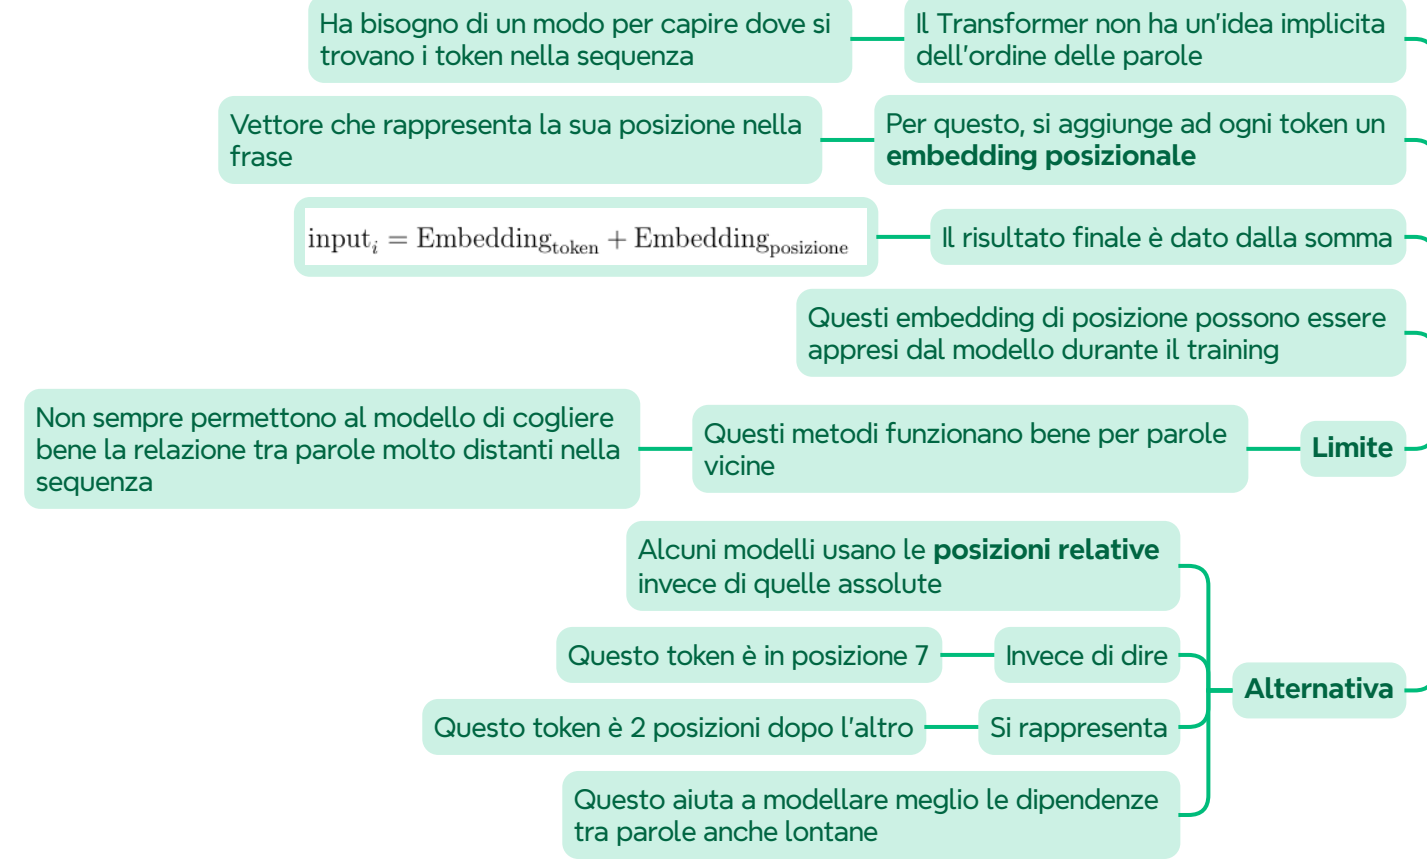 Il Transformer non ha un'idea implicita
dell'ordine delle parole
Ha bisogno di un modo per capire dove si
trovano i token nella sequenza
Per questo, si aggiunge ad ogni token un
embedding posizionale
Vettore che rappresenta la sua posizione nella
frase
Il risultato finale è dato dalla somma
input_i = Embedding_token + Embedding_posizione
Questi embedding di posizione possono essere
appresi dal modello durante il training
Limite
Questi metodi funzionano bene per parole
vicine
Non sempre permettono al modello di cogliere
bene la relazione tra parole molto distanti nella
sequenza
Alternativa
Alcuni modelli usano le posizioni relative
invece di quelle assolute
Invece di dire
Questo token è in posizione 7
Si rappresenta
Questo token è 2 posizioni dopo l'altro
Questo aiuta a modellare meglio le dipendenze
tra parole anche lontane